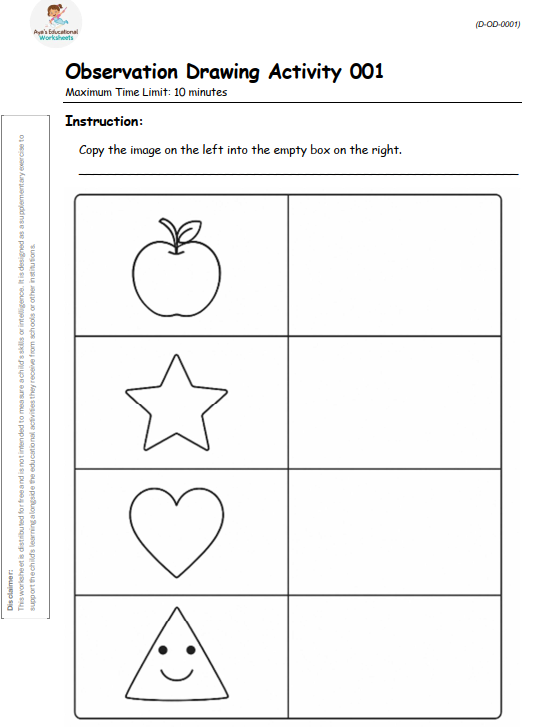 Aya's Educational
Worksheets
(D-OD-0001)
Observation Drawing Activity 001
Maximum Time Limit: 10 minutes
Instruction:
Copy the image on the left into the empty box on the right.
Disclaimer:
This worksheet is distributed for free and is not intended to measure a child's skills or intelligence. It is designed as a supplementary exercise to
support the child's learning alongside the educational activities they receive from schools or other institutions.